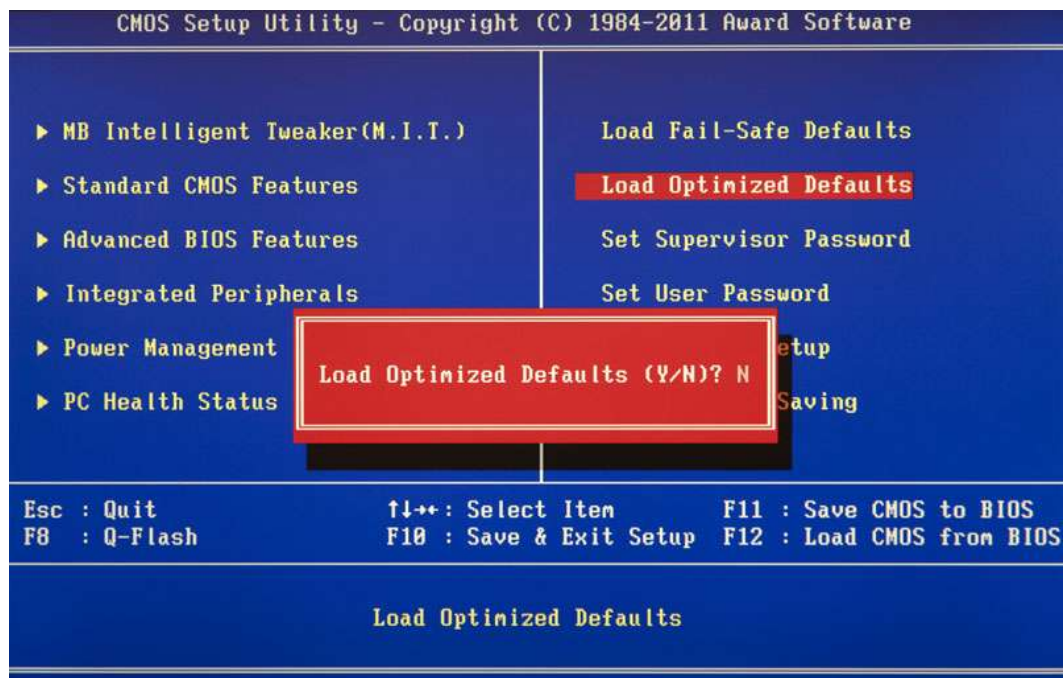 CMOS Setup Utility - Copyright (C) 1984-2011 Award Software
▶ MB Intelligent Tweaker(M.I.T.)
▶ Standard CMOS Features
▶ Advanced BIOS Features
▶ Integrated Peripherals
▶ Power Management
▶ PC Health Status
Load Fail-Safe Defaults
Load Optimized Defaults
Set Supervisor Password
Set User Password
etup
Saving
Load Optimized Defaults (Y/N)? N
Esc : Quit
↑↓→←: Select Item
F11 : Save CMOS to BIOS
F8 : Q-Flash
F10 : Save & Exit Setup
F12 : Load CMOS from BIOS
Load Optimized Defaults